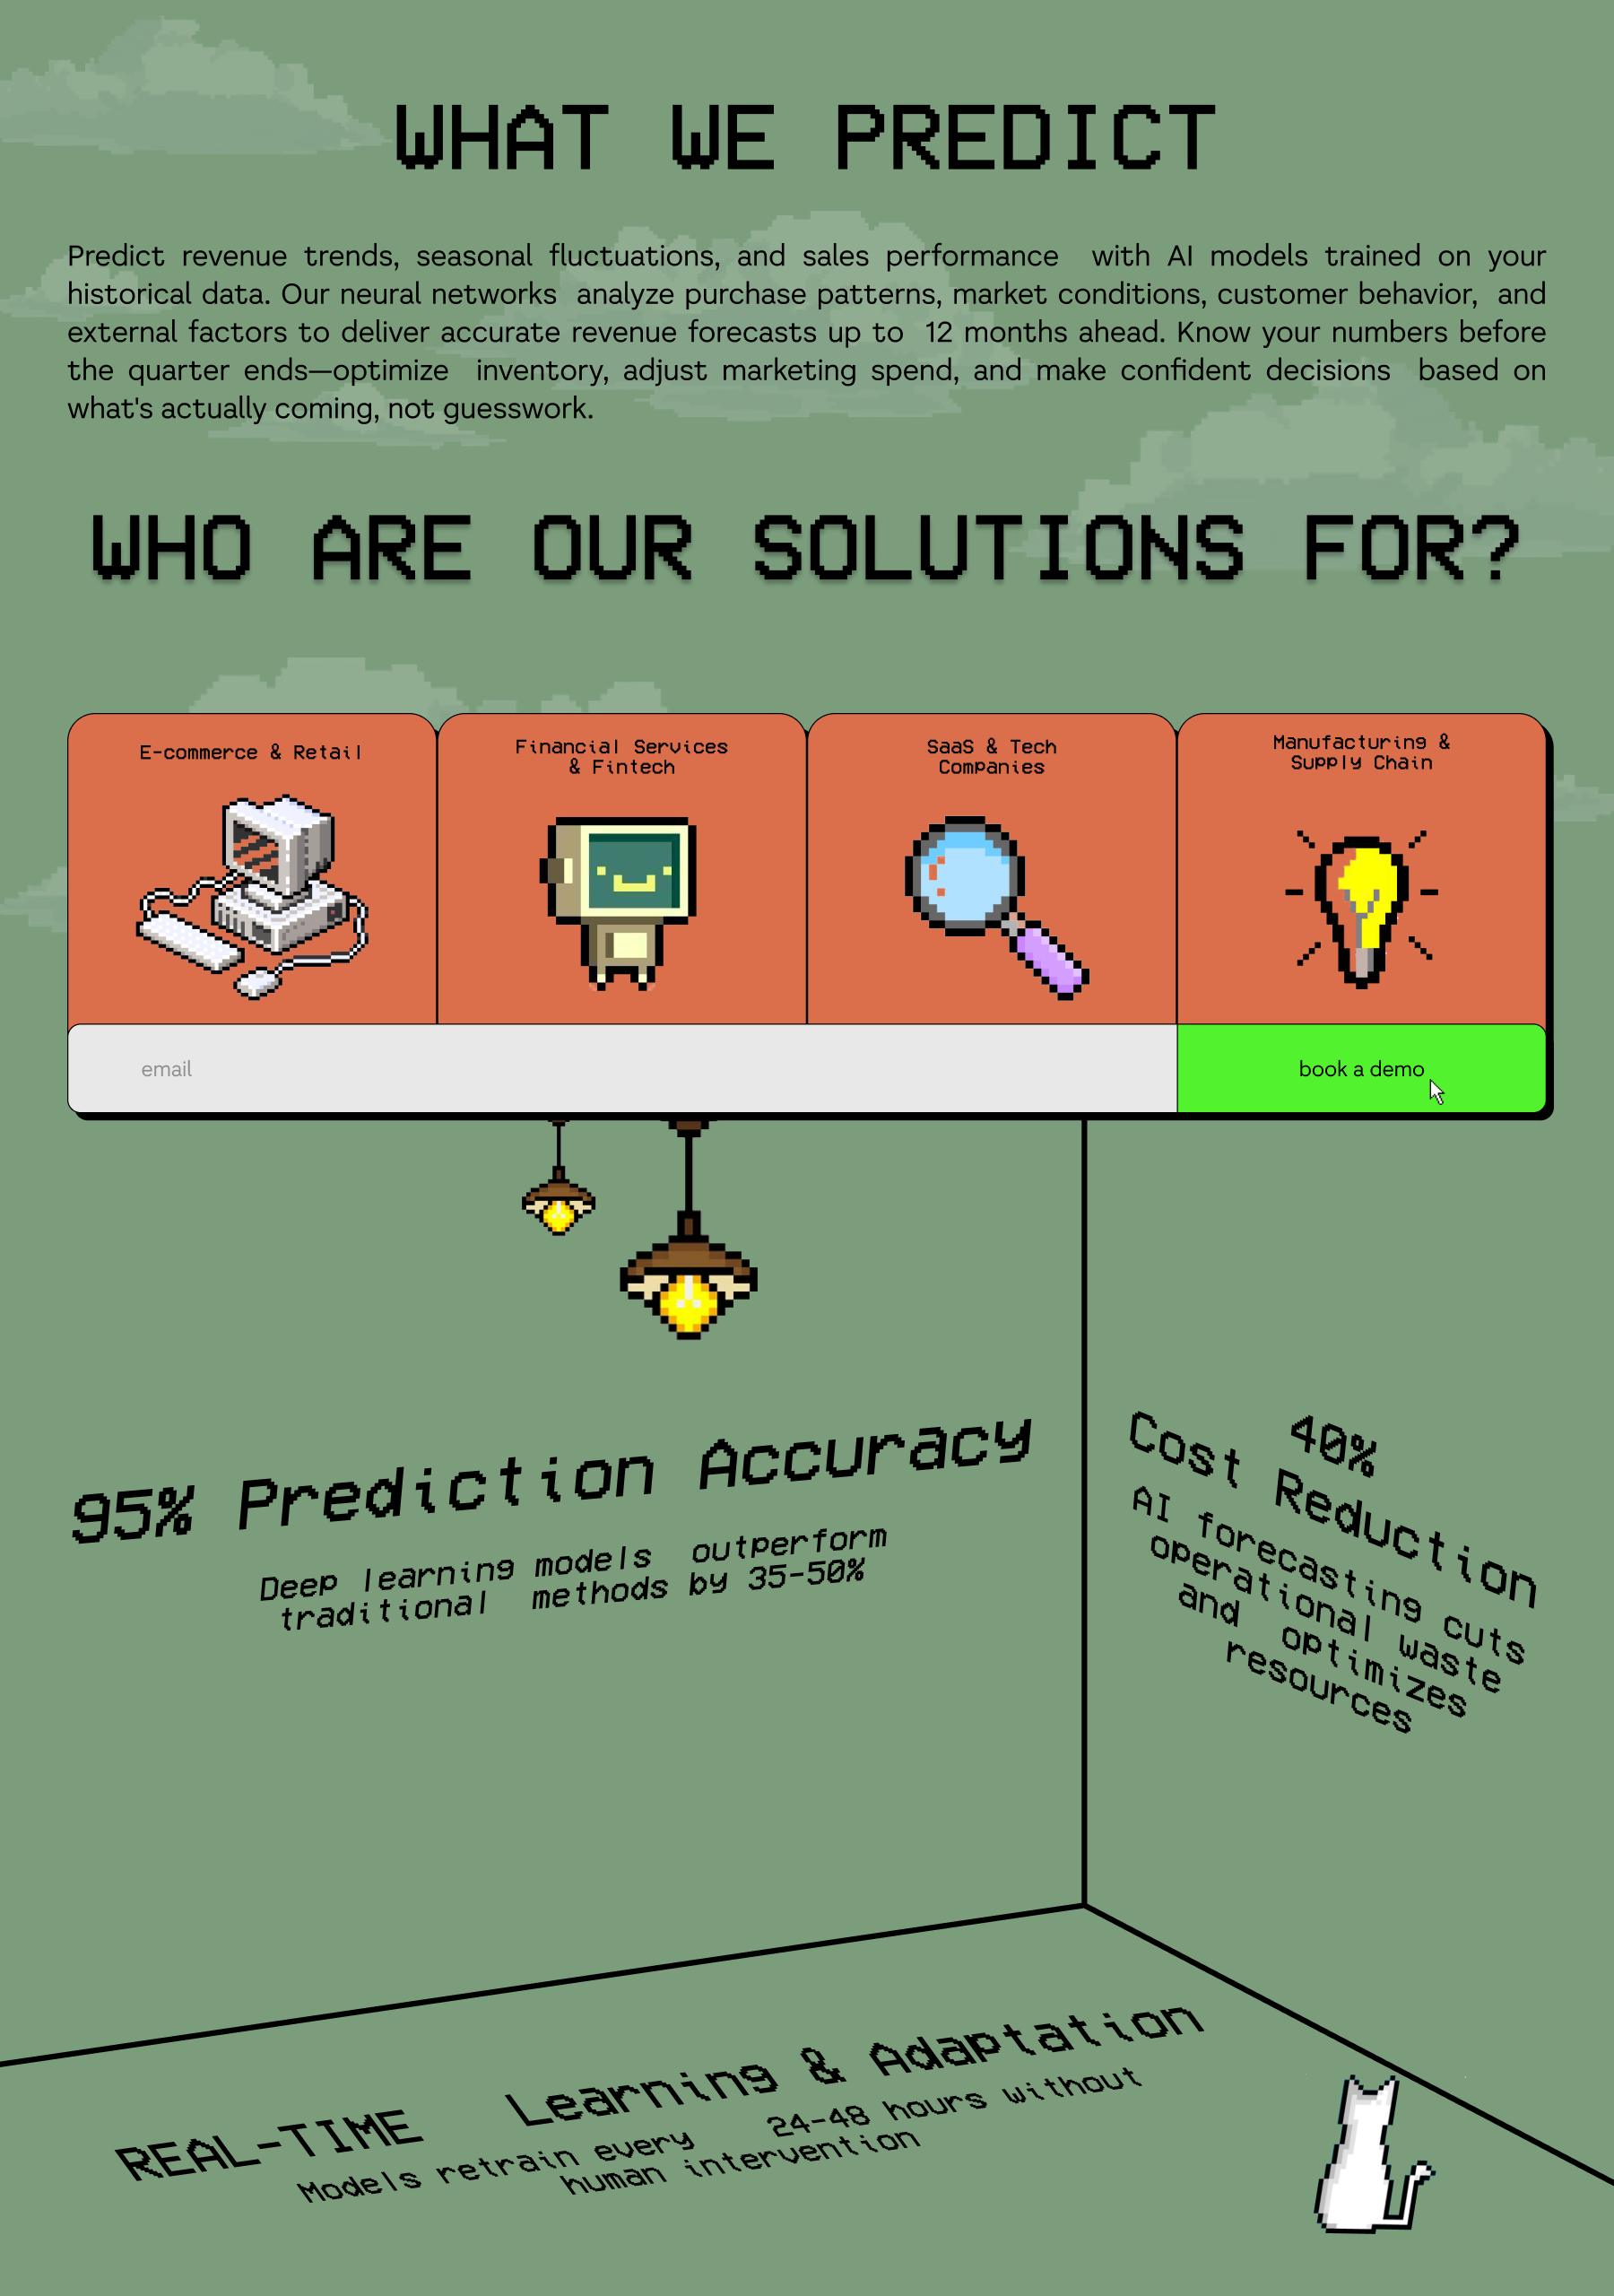 WHAT WE PREDICT
Predict revenue trends, seasonal fluctuations, and sales performance with AI models trained on your
historical data. Our neural networks analyze purchase patterns, market conditions, customer behavior, and
external factors to deliver accurate revenue forecasts up to 12 months ahead. Know your numbers before
the quarter ends—optimize inventory, adjust marketing spend, and make confident decisions based on
what's actually coming, not guesswork.
WHO ARE OUR SOLUTIONS FOR?
E-commerce & Retail
Financial Services
& Fintech
SaaS & Tech
Companies
Manufacturing &
Supply Chain
email
book a demo
95% Prediction Accuracy
Deep learning models outperform
traditional methods by 35-50%
40%
Cost Reduction
AI forecasting cuts
operational waste
and optimizes
resources
REAL-TIME Learning & Adaptation
Models retrain every 24-48 hours without
human intervention